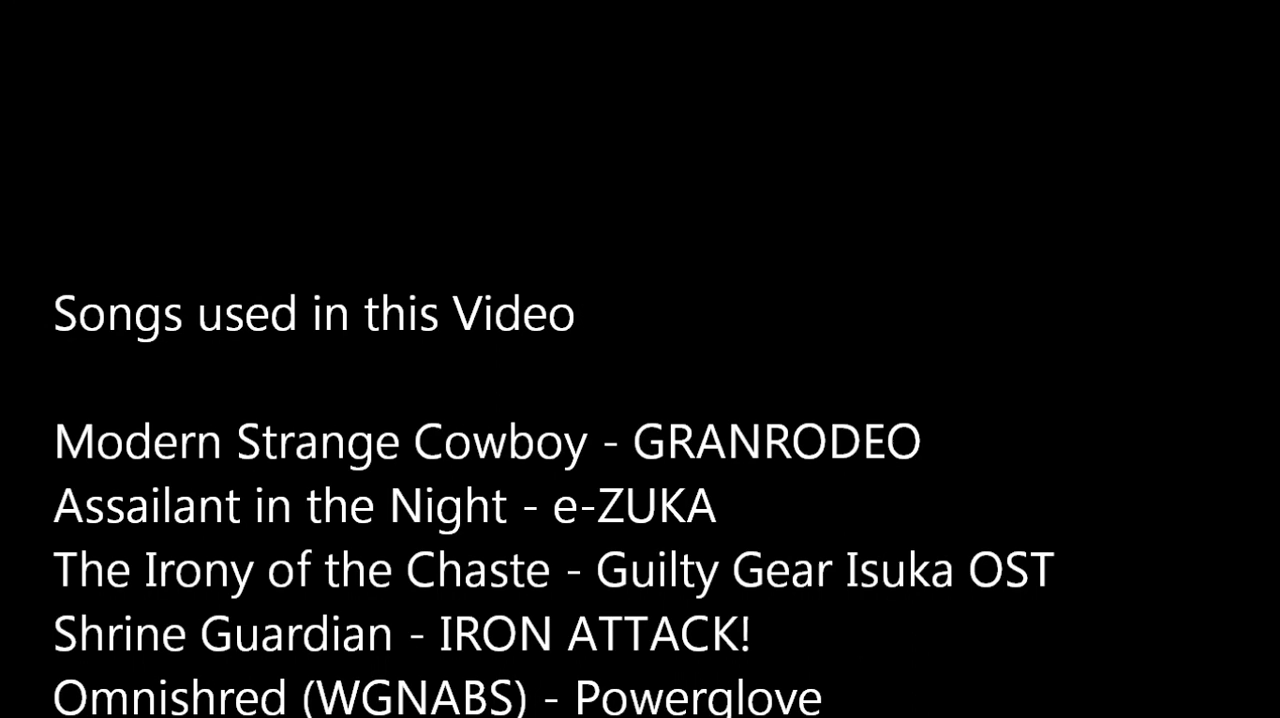 Songs used in this Video
Modern Strange Cowboy - GRANRODEO
Assailant in the Night - e-ZUKA
The Irony of the Chaste - Guilty Gear Isuka OST
Shrine Guardian - IRON ATTACK!
Omnishred (WGNABS) - Powerglove